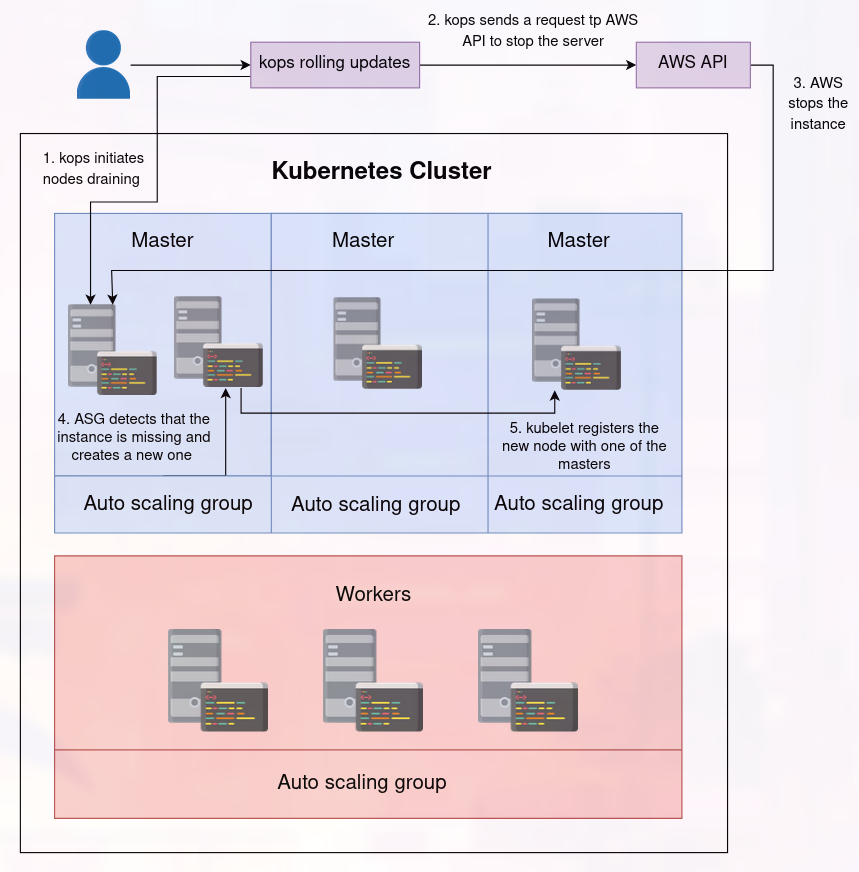 2. kops sends a request tp AWS
API to stop the server
kops rolling updates
AWS API
3. AWS
stops the
instance
1. kops initiates
nodes draining
Kubernetes Cluster
Master
Master
Master
4. ASG detects that the
instance is missing and
creates a new one
5. kubelet registers the
new node with one of the
masters
Auto scaling group
Auto scaling group
Auto scaling group
Workers
Auto scaling group